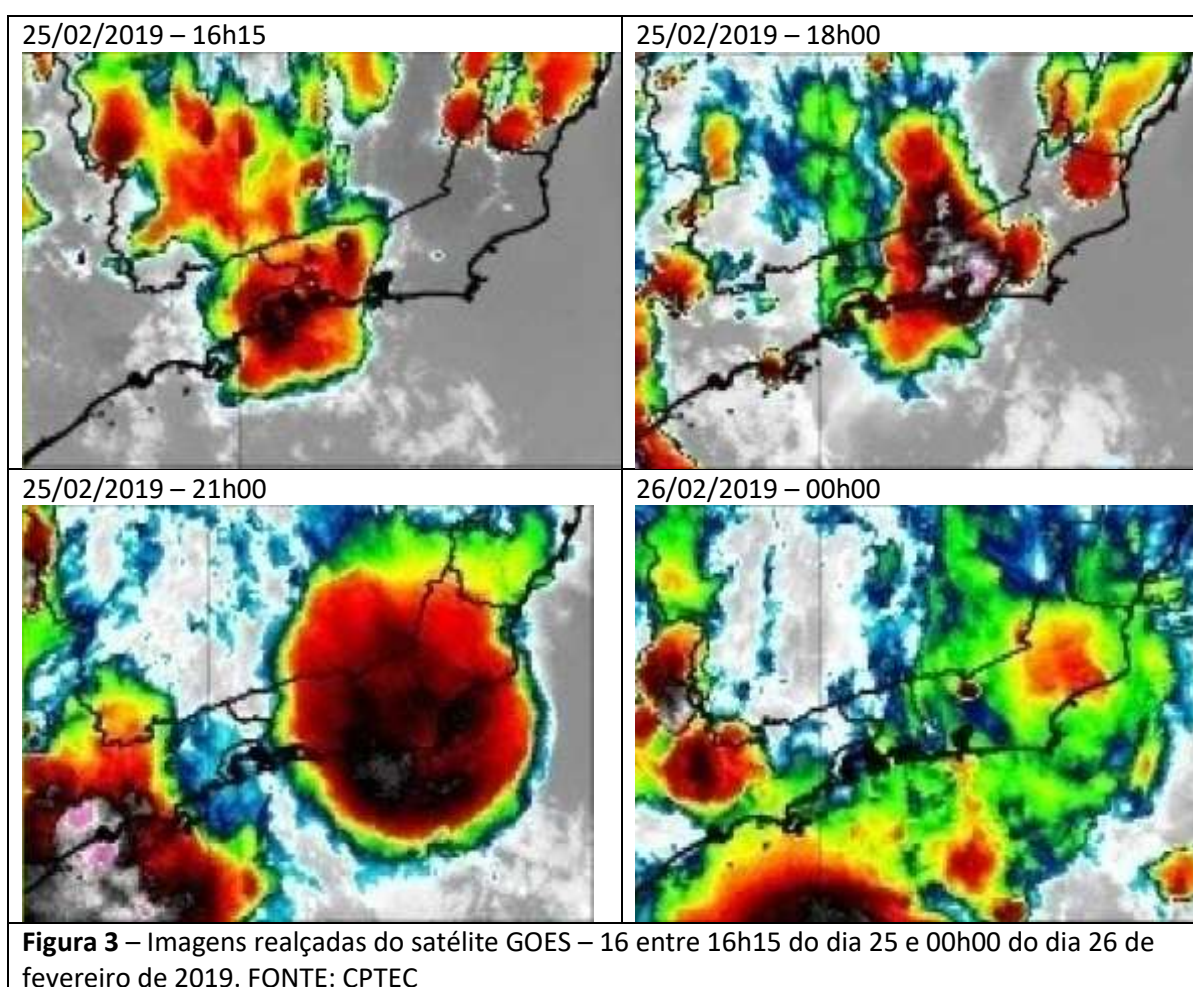 25/02/2019 – 16h15
25/02/2019 – 18h00
25/02/2019 – 21h00
26/02/2019 – 00h00
Figura 3 – Imagens realçadas do satélite GOES – 16 entre 16h15 do dia 25 e 00h00 do dia 26 de
fevereiro de 2019. FONTE: CPTEC